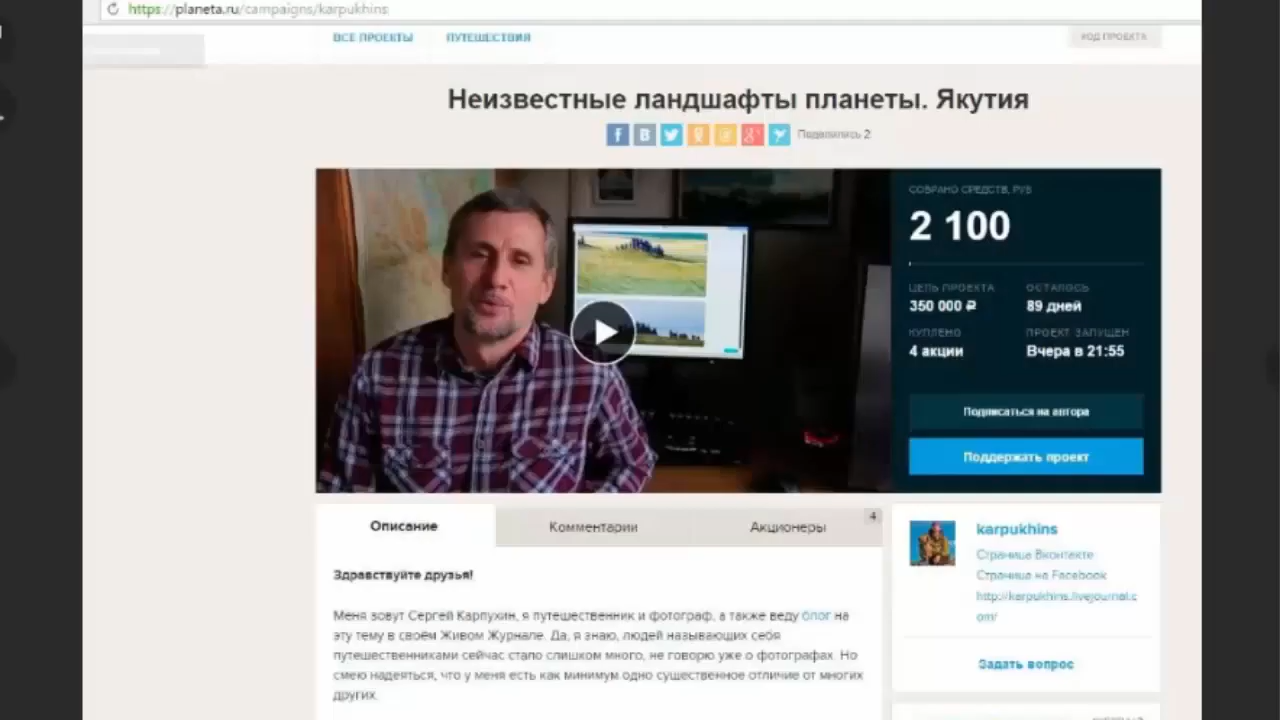 https://planeta.ru/campaigns/karpukhins
ВСЕ ПРОЕКТЫ
ПУТЕШЕСТВИЯ
КОД ПРОЕКТА
Неизвестные ландшафты планеты. Якутия
Поделились 2
СОБРАНО СРЕДСТВ, РУБ
2 100
ЦЕЛЬ ПРОЕКТА
ОСТАЛОСЬ
350 000 ₽
89 дней
КУПЛЕНО
ПРОЕКТ ЗАПУЩЕН
4 акции
Вчера в 21:55
Подписаться на автора
Поддержать проект
Описание
Комментарии
Акционеры
4
Здравствуйте друзья!
Меня зовут Сергей Карпухин, я путешественник и фотограф, а также веду блог на
эту тему в своём Живом Журнале. Да, я знаю, людей называющих себя
путешественниками сейчас стало слишком много, не говорю уже о фотографах. Но
смею надеяться, что у меня есть как минимум одно существенное отличие от многих
других.
karpukhins
Страница Вконтакте
Страница на Facebook
http://karpukhins.livejournal.c
om/
Задать вопрос